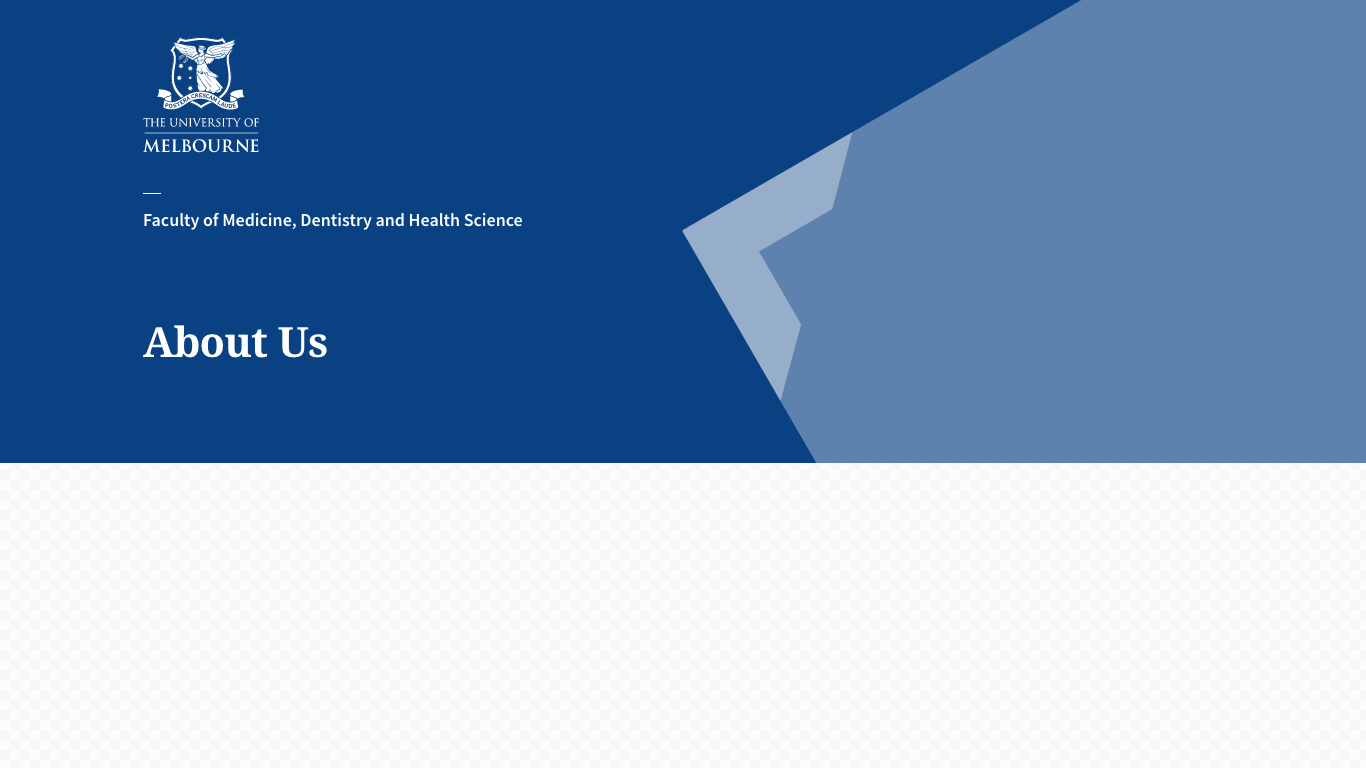 POSTERA CRESCAM LAUDE
THE UNIVERSITY OF
MELBOURNE
Faculty of Medicine, Dentistry and Health Science
About Us